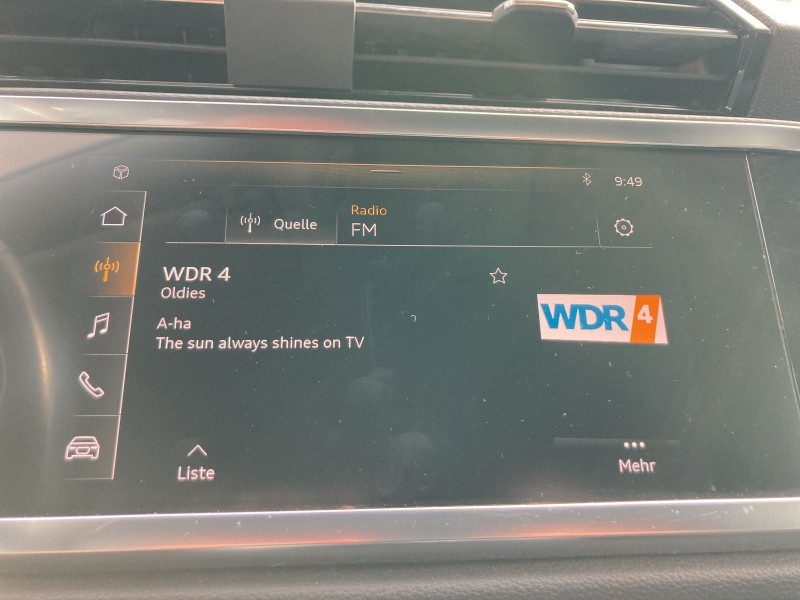 9:49
Quelle
Radio
FM
WDR 4
Oldies
A-ha
The sun always shines on TV
WDR 4
Liste
Mehr